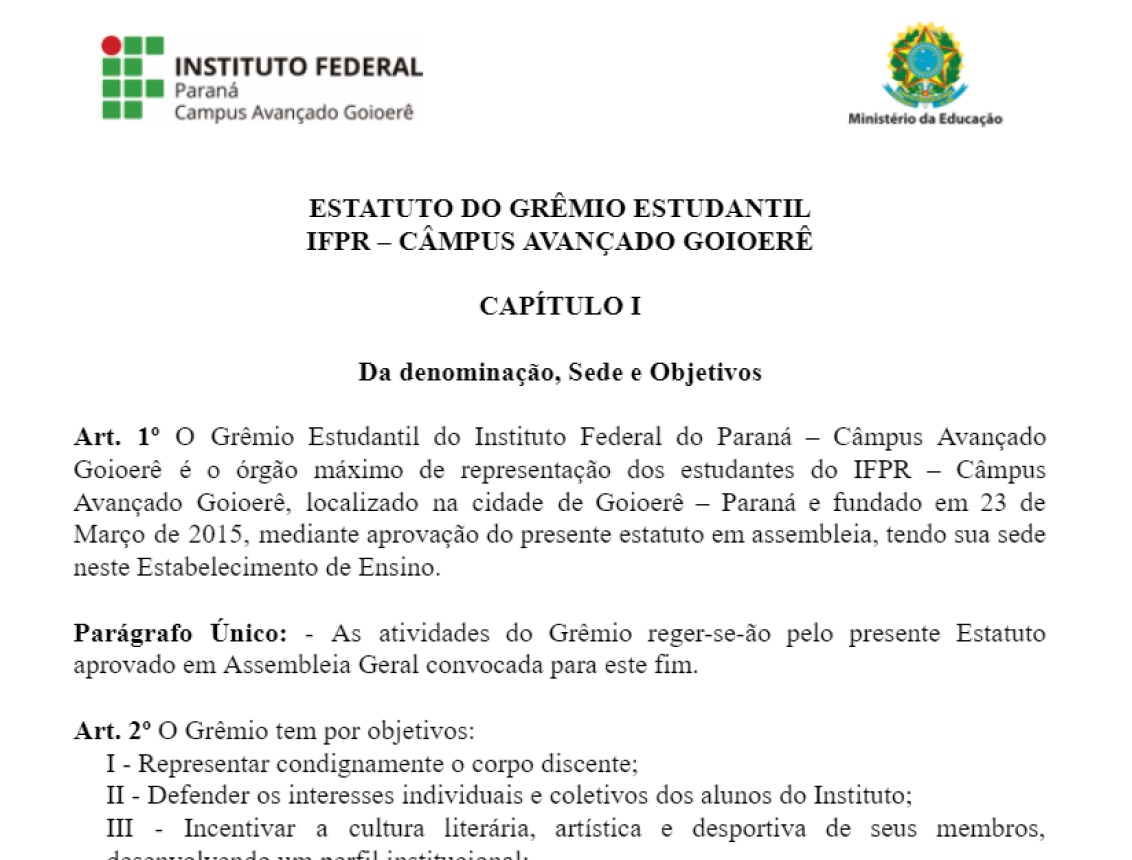 INSTITUTO FEDERAL
Paraná
Campus Avançado Goioerê
Ministério da Educação
ESTATUTO DO GRÊMIO ESTUDANTIL
IFPR – CÂMPUS AVANÇADO GOIOERÊ
CAPÍTULO I
Da denominação, Sede e Objetivos
Art. 1º O Grêmio Estudantil do Instituto Federal do Paraná – Câmpus Avançado
Goioerê é o órgão máximo de representação dos estudantes do IFPR – Câmpus
Avançado Goioerê, localizado na cidade de Goioerê – Paraná e fundado em 23 de
Março de 2015, mediante aprovação do presente estatuto em assembleia, tendo sua sede
neste Estabelecimento de Ensino.
Parágrafo Único: - As atividades do Grêmio reger-se-ão pelo presente Estatuto
aprovado em Assembleia Geral convocada para este fim.
Art. 2º O Grêmio tem por objetivos:
I - Representar condignamente o corpo discente;
II - Defender os interesses individuais e coletivos dos alunos do Instituto;
III - Incentivar a cultura literária, artística e desportiva de seus membros,
desenvolvendo um perfil institucional;